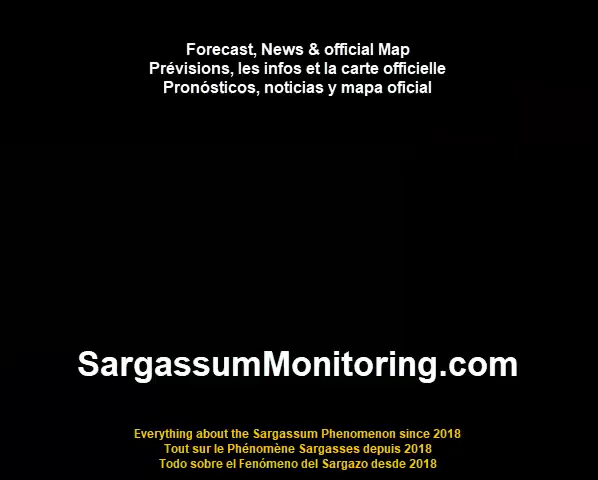 Forecast, News & official Map
Prévisions, les infos et la carte officielle
Pronósticos, noticias y mapa oficial
SargassumMonitoring.com
Everything about the Sargassum Phenomenon since 2018
Tout sur le Phénomène Sargasses depuis 2018
Todo sobre el Fenómeno del Sargazo desde 2018